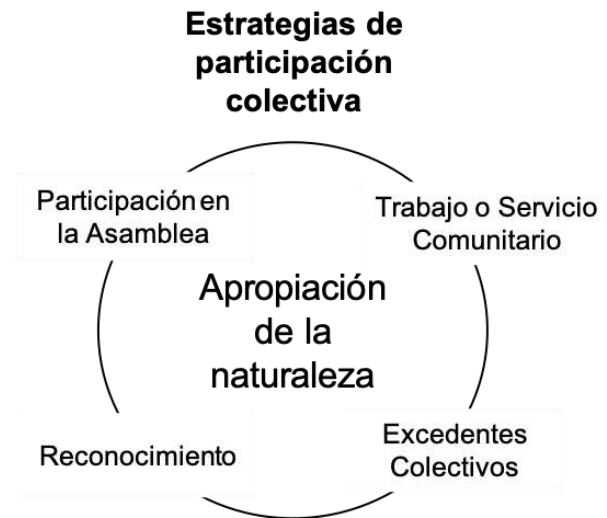 Estrategias de
participación
colectiva
Participación en
la Asamblea
Trabajo o Servicio
Comunitario
Apropiación
de la
naturaleza
Reconocimiento
Excedentes
Colectivos